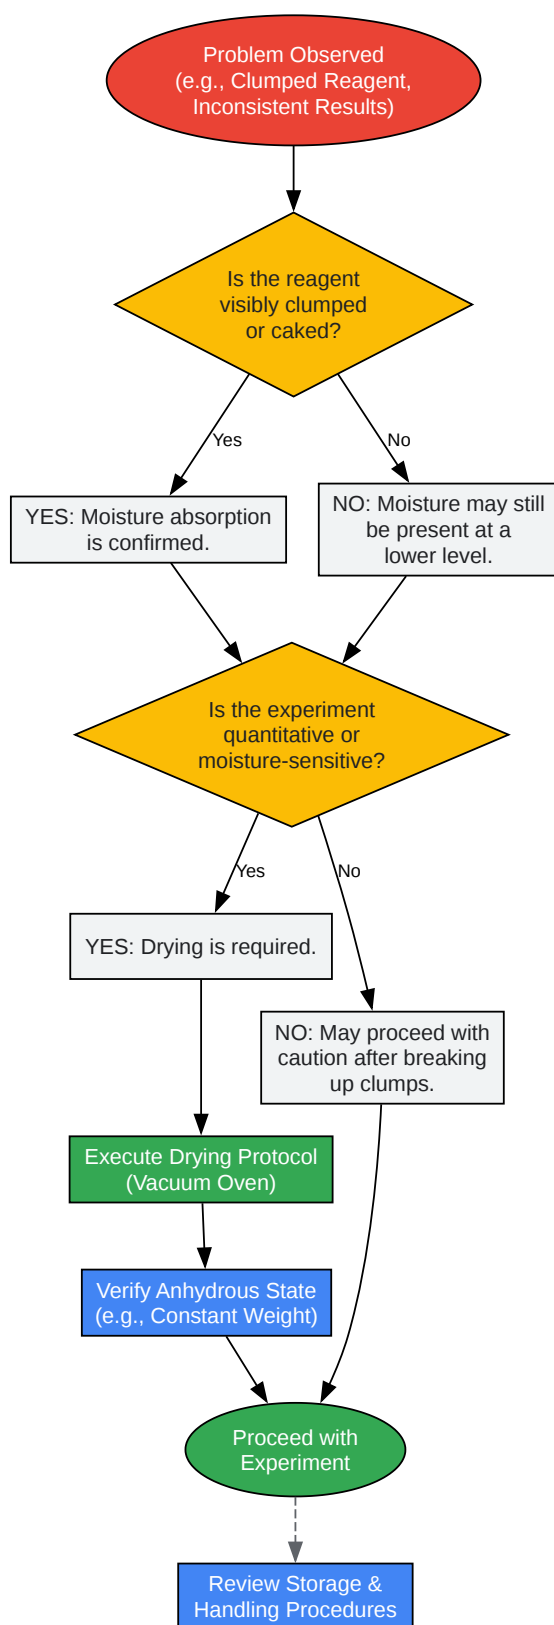 Problem Observed
(e.g., Clumped Reagent,
Inconsistent Results)
Is the reagent
visibly clumped
or caked?
Yes
No
YES: Moisture absorption
is confirmed.
NO: Moisture may still
be present at a
lower level.
Is the experiment
quantitative or
moisture-sensitive?
Yes
No
YES: Drying is required.
NO: May proceed with
caution after breaking
up clumps.
Execute Drying Protocol
(Vacuum Oven)
Verify Anhydrous State
(e.g., Constant Weight)
Proceed with
Experiment
Review Storage &
Handling Procedures